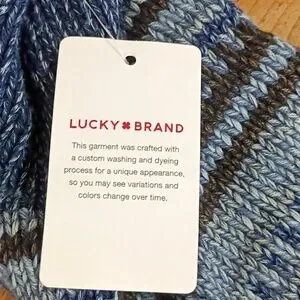 LUCKY BRAND
This garment was crafted with
a custom washing and dyeing
process for a unique appearance,
so you may see variations and
colors change over time.